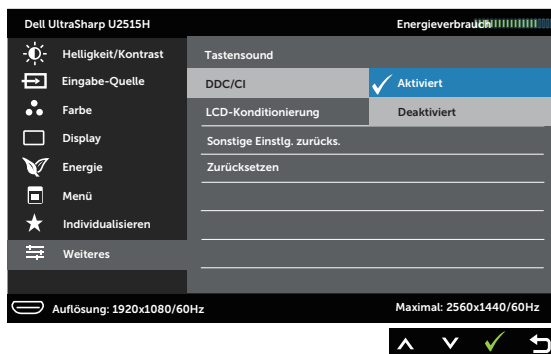 Dell UltraSharp U2515H Energieverbrauch
Helligkeit/Kontrast Tastensound
Eingabe-Quelle DDC/CI Aktiviert
Farbe LCD-Konditionierung Deaktiviert
Display Sonstige Einstlg. zurücks.
Energie Zurücksetzen
Menü
Individualisieren
Weiteres
Auflösung: 1920x1080/60Hz Maximal: 2560x1440/60Hz